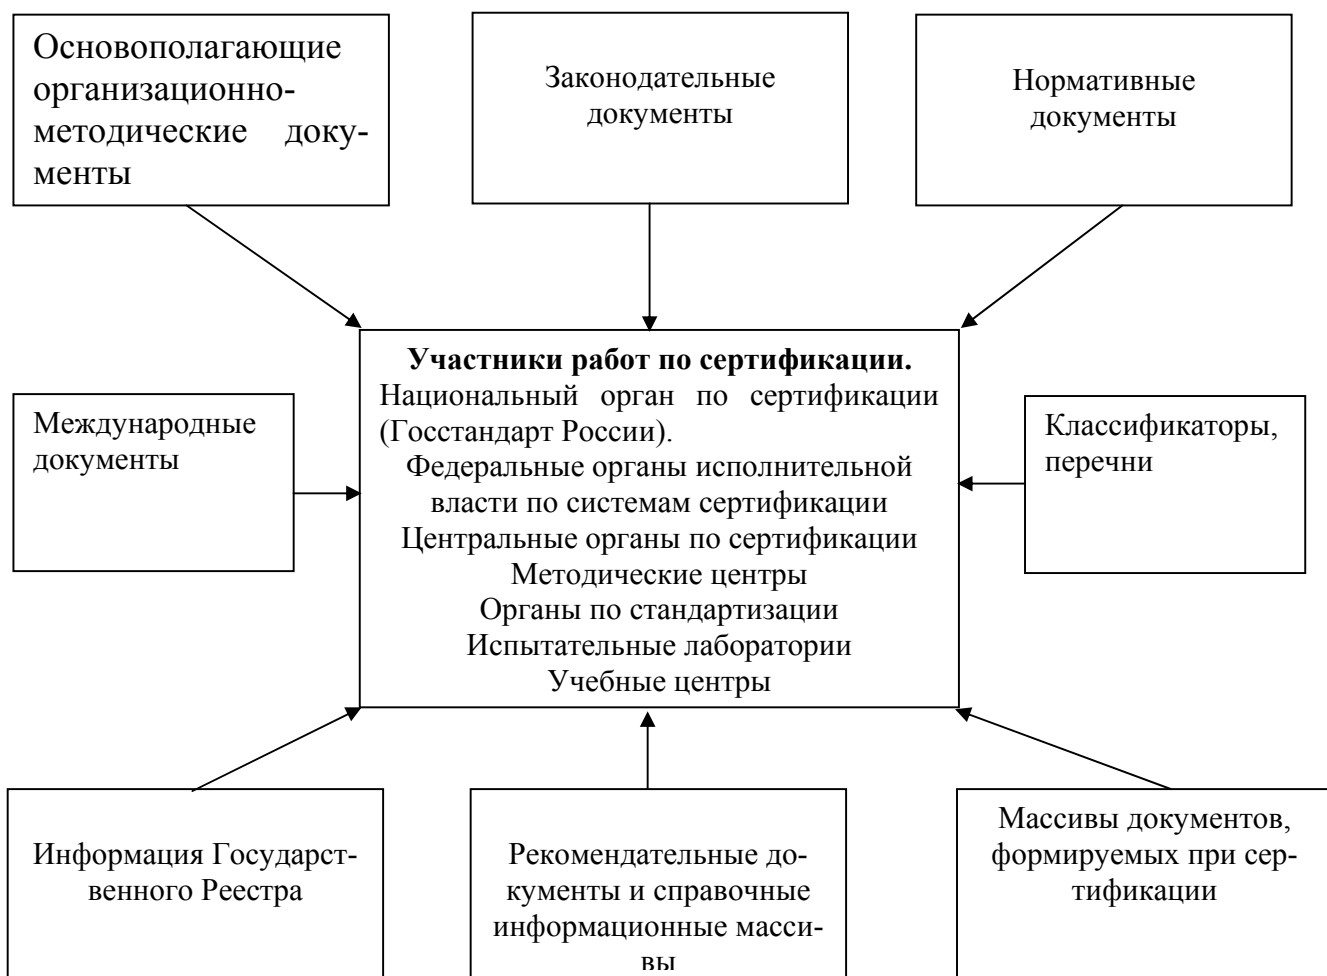 Основополагающие
организационно-
методические доку-
менты
Законодательные
документы
Нормативные
документы
Участники работ по сертификации.
Национальный орган по сертификации
(Госстандарт России).
Федеральные органы исполнительной
власти по системам сертификации
Центральные органы по сертификации
Методические центры
Органы по стандартизации
Испытательные лаборатории
Учебные центры
Международные
документы
Классификаторы,
перечни
Информация Государст-
венного Реестра
Рекомендательные до-
кументы и справочные
информационные масси-
вы
Массивы документов,
формируемых при сер-
тификации